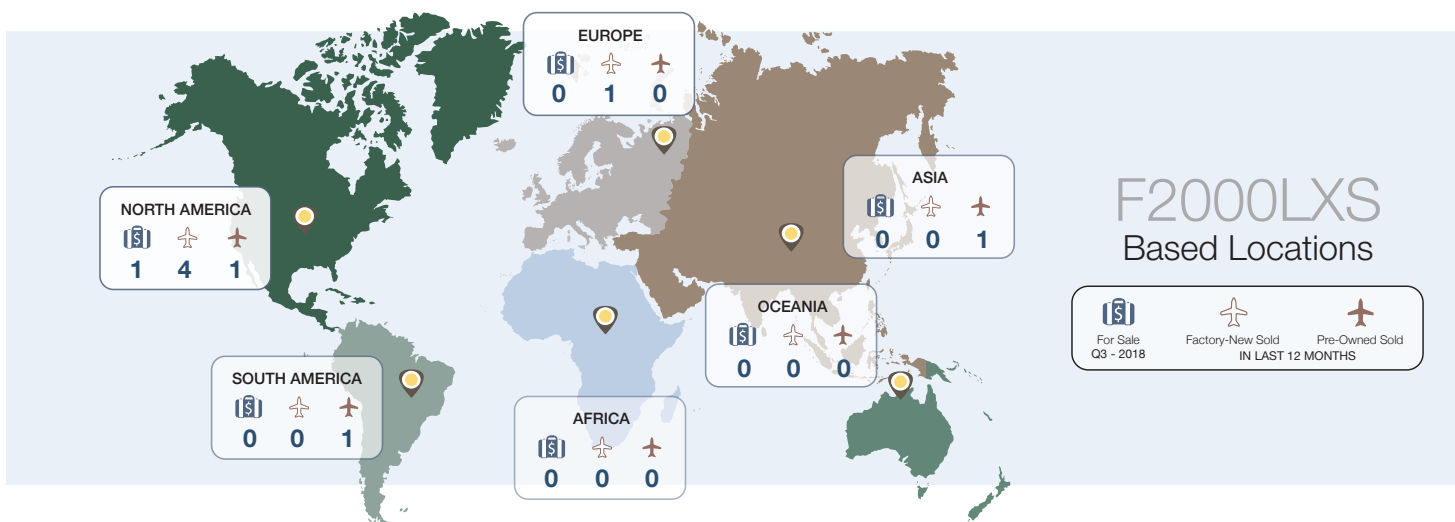 EUROPE
0 1 0
NORTH AMERICA
1 4 1
ASIA
0 0 1
OCEANIA
0 0 0
SOUTH AMERICA
0 0 1
AFRICA
0 0 0
F2000LXS
Based Locations
$
For Sale
Q3 - 2018
Factory-New Sold
Pre-Owned Sold
IN LAST 12 MONTHS